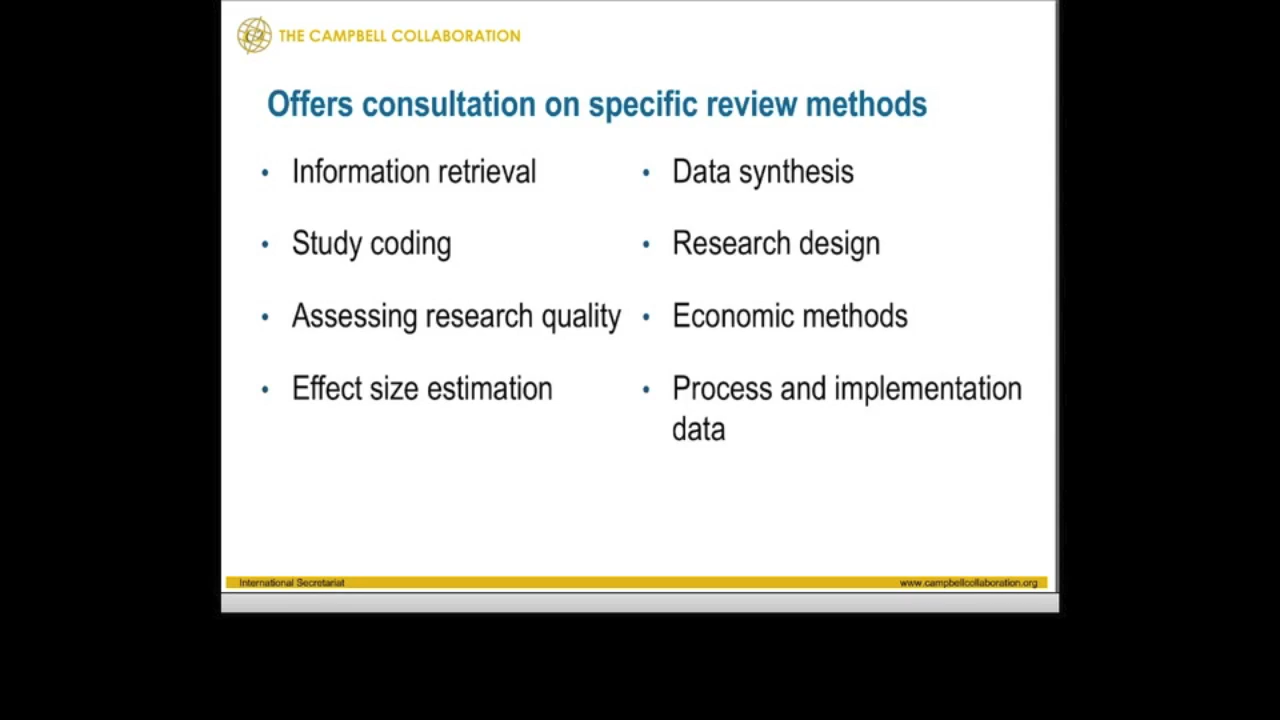 THE CAMPBELL COLLABORATION
Offers consultation on specific review methods
• Information retrieval
• Study coding
• Assessing research quality
• Effect size estimation
• Data synthesis
• Research design
• Economic methods
• Process and implementation
data
International Secretariat
www.campbellcollaboration.org